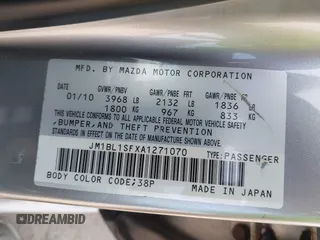 MFD. BY MAZDA MOTOR CORPORATION
GVWR/PNBV GAWR/PNBE FRT/AV GAWR/PNBE RR/AR
01/10 3968 LB 2132 LB 1836 LB
1800 KG 967 KG 833 KG
THIS VEHICLE CONFORMS TO ALL APPLICABLE FEDERAL MOTOR VEHICLE SAFETY
,BUMPER,AND THEFT PREVENTION
STANDARDS IN EFFECT ON THE DATE OF MANUFACTURE SHOWN ABOVE.
JM1BL1SFXA1271070 TYPE:PASSENGER
BODY COLOR CODE;38P MADE IN JAPAN
DREAMBID